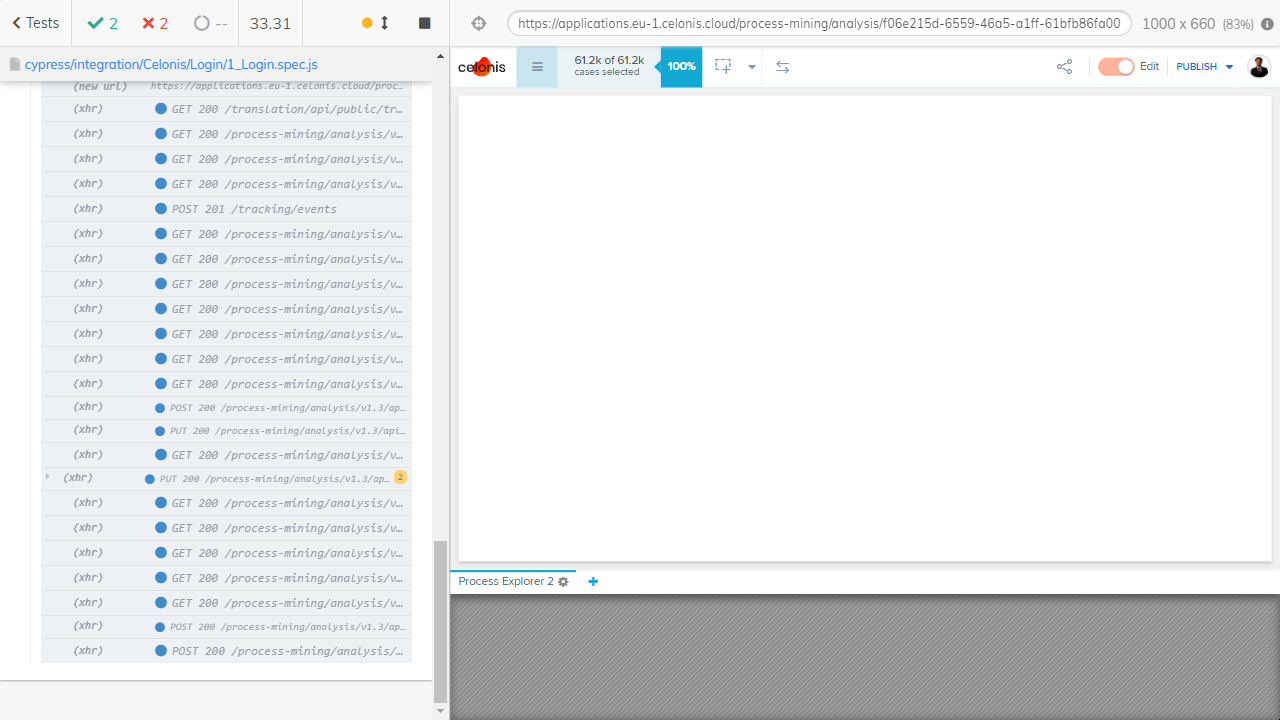 Tests
2
2
--
33.31
https://applications.eu-1.celonis.cloud/process-mining/analysis/f06e215d-6559-46a5-a1ff-61bfb86fa00
1000 x 660 (83%)
cypress/integration/Celonis/Login/1_Login.spec.js
(new url) https://applications.eu-1.celonis.cloud/proc…
(xhr) GET 200 /translation/api/public/tr…
(xhr) GET 200 /process-mining/analysis/v…
(xhr) GET 200 /process-mining/analysis/v…
(xhr) GET 200 /process-mining/analysis/v…
(xhr) POST 201 /tracking/events
(xhr) GET 200 /process-mining/analysis/v…
(xhr) GET 200 /process-mining/analysis/v…
(xhr) GET 200 /process-mining/analysis/v…
(xhr) GET 200 /process-mining/analysis/v…
(xhr) GET 200 /process-mining/analysis/v…
(xhr) GET 200 /process-mining/analysis/v…
(xhr) GET 200 /process-mining/analysis/v…
(xhr) POST 200 /process-mining/analysis/v1.3/ap…
(xhr) PUT 200 /process-mining/analysis/v1.3/api…
(xhr) GET 200 /process-mining/analysis/v…
(xhr) PUT 200 /process-mining/analysis/v1.3/ap… 2
(xhr) GET 200 /process-mining/analysis/v…
(xhr) GET 200 /process-mining/analysis/v…
(xhr) GET 200 /process-mining/analysis/v…
(xhr) GET 200 /process-mining/analysis/v…
(xhr) GET 200 /process-mining/analysis/v…
(xhr) POST 200 /process-mining/analysis/v1.3/ap…
(xhr) POST 200 /process-mining/analysis/…
celonis
61.2k of 61.2k
cases selected
100%
Edit
PUBLISH
Process Explorer 2